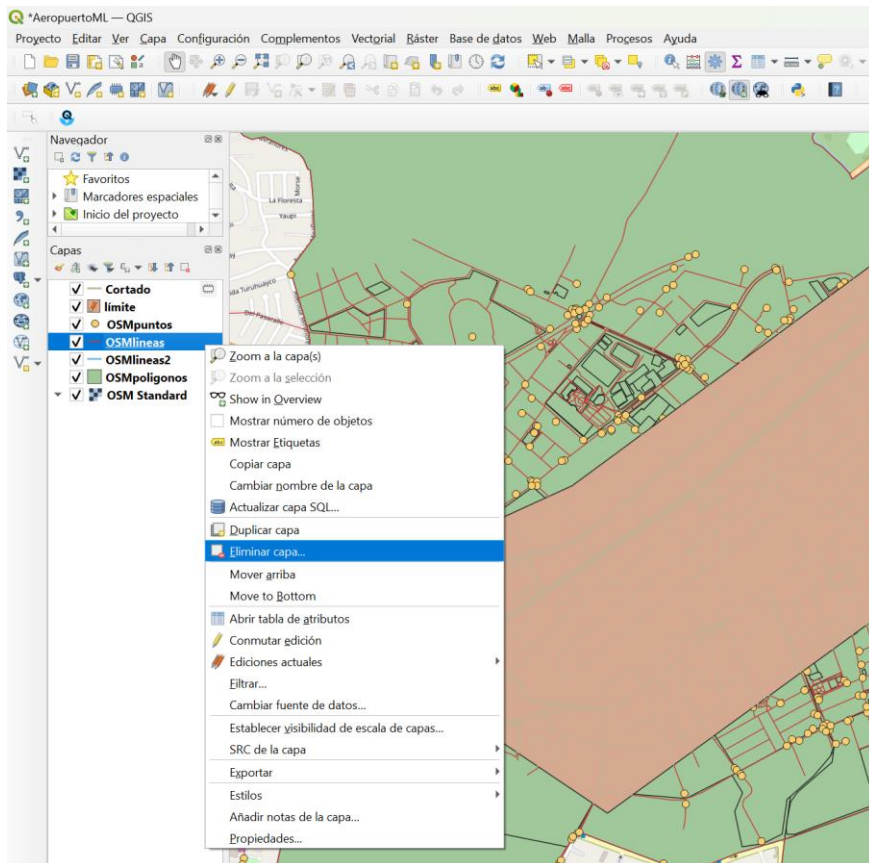 *AeropuertoML — QGIS
Proyecto Editar Ver Capa Configuración Complementos Vectorial Ráster Base de datos Web Malla Procesos Ayuda
Navegador
Favoritos
Marcadores espaciales
Inicio del proyecto
Capas
Cortado
límite
OSMpuntos
OSMlineas
OSMlineas2
OSMpoligonos
OSM Standard
Zoom a la capa(s)
Zoom a la selección
Show in Overview
Mostrar número de objetos
Mostrar Etiquetas
Copiar capa
Cambiar nombre de la capa
Actualizar capa SQL...
Duplicar capa
Eliminar capa...
Mover arriba
Move to Bottom
Abrir tabla de atributos
Conmutar edición
Ediciones actuales
Filtrar...
Cambiar fuente de datos...
Establecer visibilidad de escala de capas...
SRC de la capa
Exportar
Estilos
Añadir notas de la capa...
Propiedades...
Morse
La Floresta
Yaupi